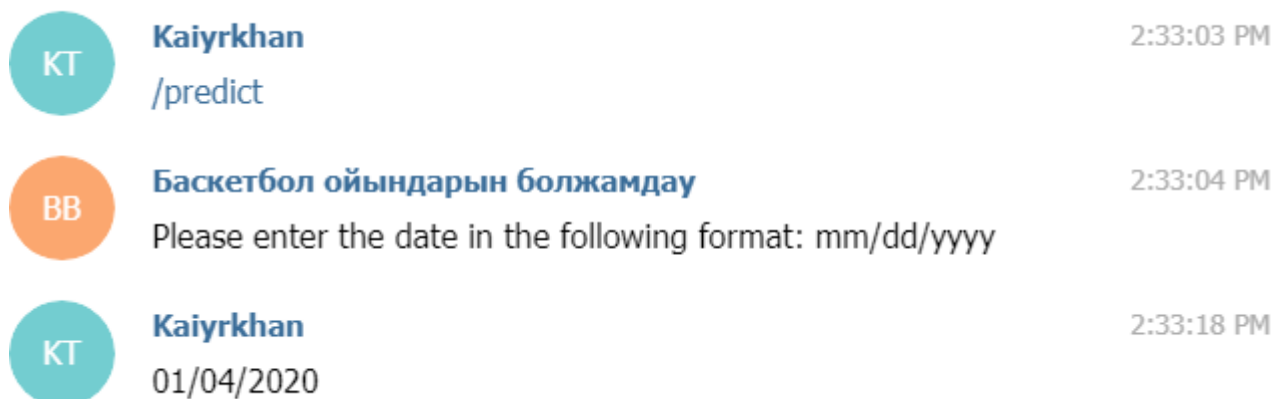 KT
Kaiyrkhan
2:33:03 PM
/predict
BB
Баскетбол ойындарын болжамдау
2:33:04 PM
Please enter the date in the following format: mm/dd/yyyy
KT
Kaiyrkhan
2:33:18 PM
01/04/2020